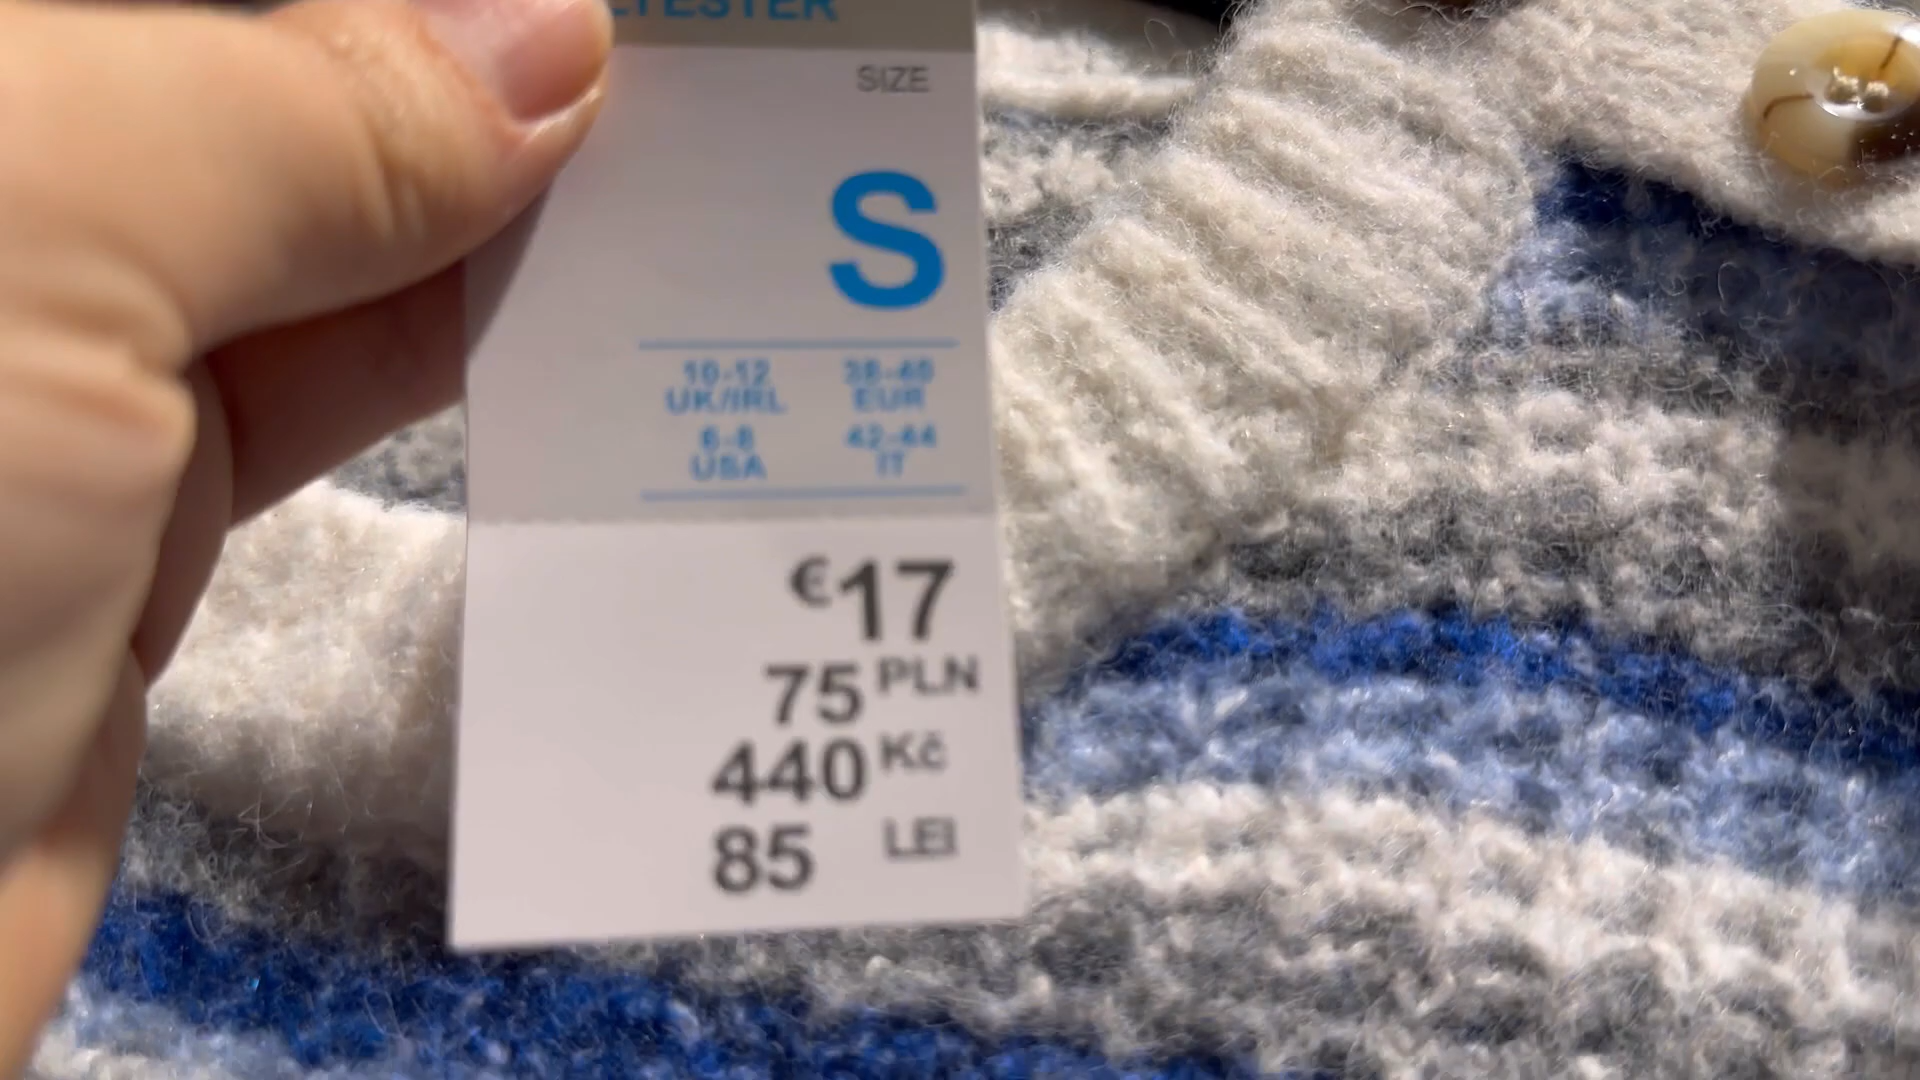 SIZE
S
10-12 38-40
UK/IRL EUR
6-8 42-44
USA IT
€17
75 PLN
440 Kč
85 LEI